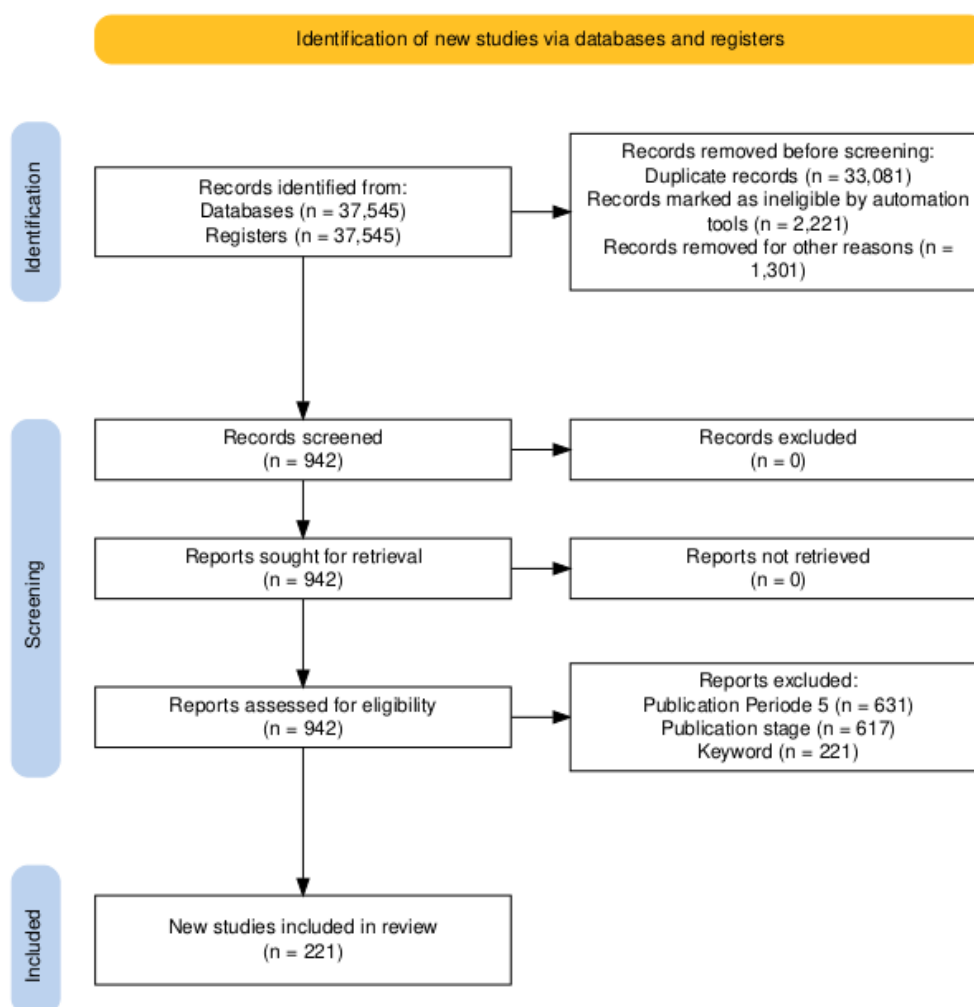 Identification of new studies via databases and registers
Identification
Records identified from:
Databases (n = 37,545)
Registers (n = 37,545)
Records removed before screening:
Duplicate records (n = 33,081)
Records marked as ineligible by automation
tools (n = 2,221)
Records removed for other reasons (n =
1,301)
Screening
Records screened
(n = 942)
Records excluded
(n = 0)
Reports sought for retrieval
(n = 942)
Reports not retrieved
(n = 0)
Reports assessed for eligibility
(n = 942)
Reports excluded:
Publication Periode 5 (n = 631)
Publication stage (n = 617)
Keyword (n = 221)
Included
New studies included in review
(n = 221)